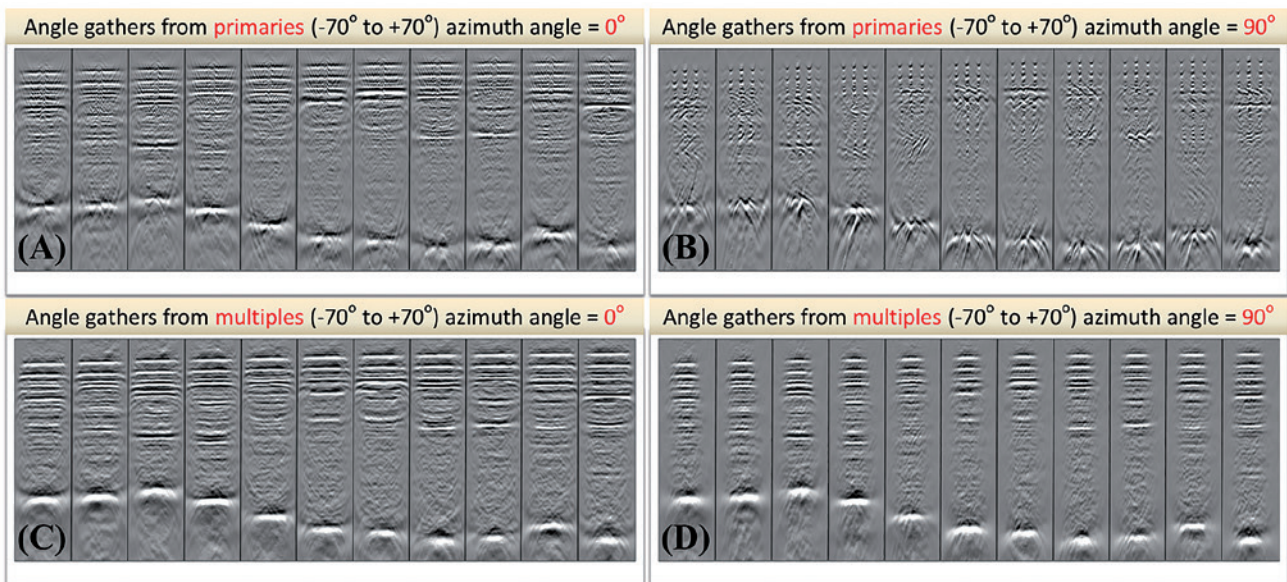 Angle gathers from primaries (-70° to +70°) azimuth angle = 0°
(A)
Angle gathers from primaries (-70° to +70°) azimuth angle = 90°
(B)
Angle gathers from multiples (-70° to +70°) azimuth angle = 0°
(C)
Angle gathers from multiples (-70° to +70°) azimuth angle = 90°
(D)